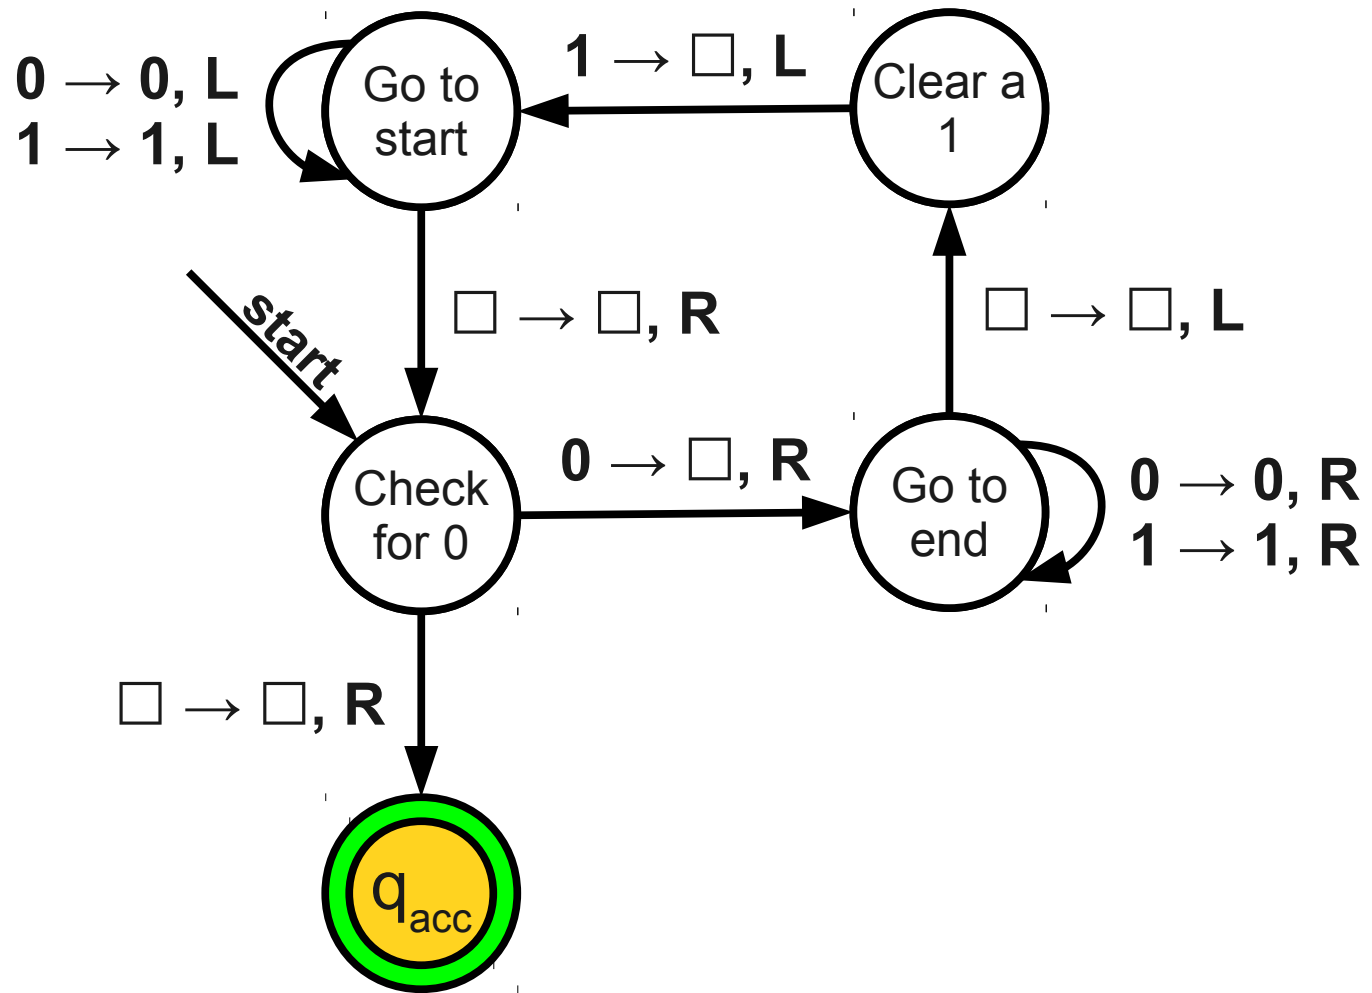 0 → 0, L
1 → 1, L
Go to
start
1 → □, L
Clear a
1
start
□ → □, R
□ → □, L
Check
for 0
0 → □, R
Go to
end
0 → 0, R
1 → 1, R
□ → □, R
q_acc